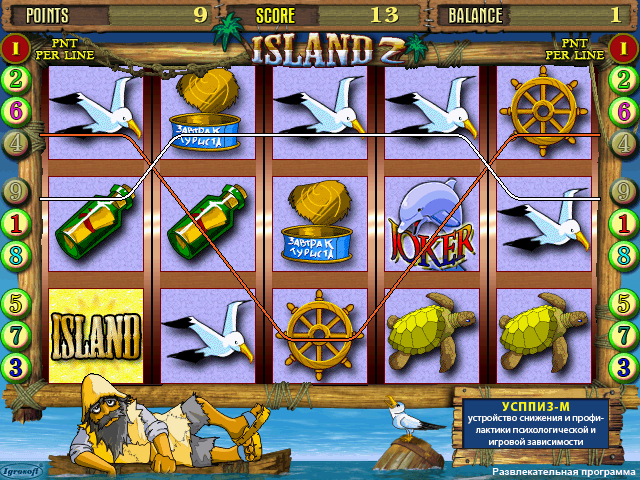 POINTS 9 SCORE 13 BALANCE 1
ISLAND 2
1 PNT PER LINE
PNT PER LINE 1
2 2
6 6
4 4
9 9
1 1
8 8
5 5
7 7
3 3
ЗАВТРАК
ТУРИСТА
ЗАВТРАК
ТУРИСТА
JOKER
ISLAND
УСППИЗ-М
устройство снижения и профи-
лактики психологической и
игровой зависимости
Igrosoft
Развлекательная программа